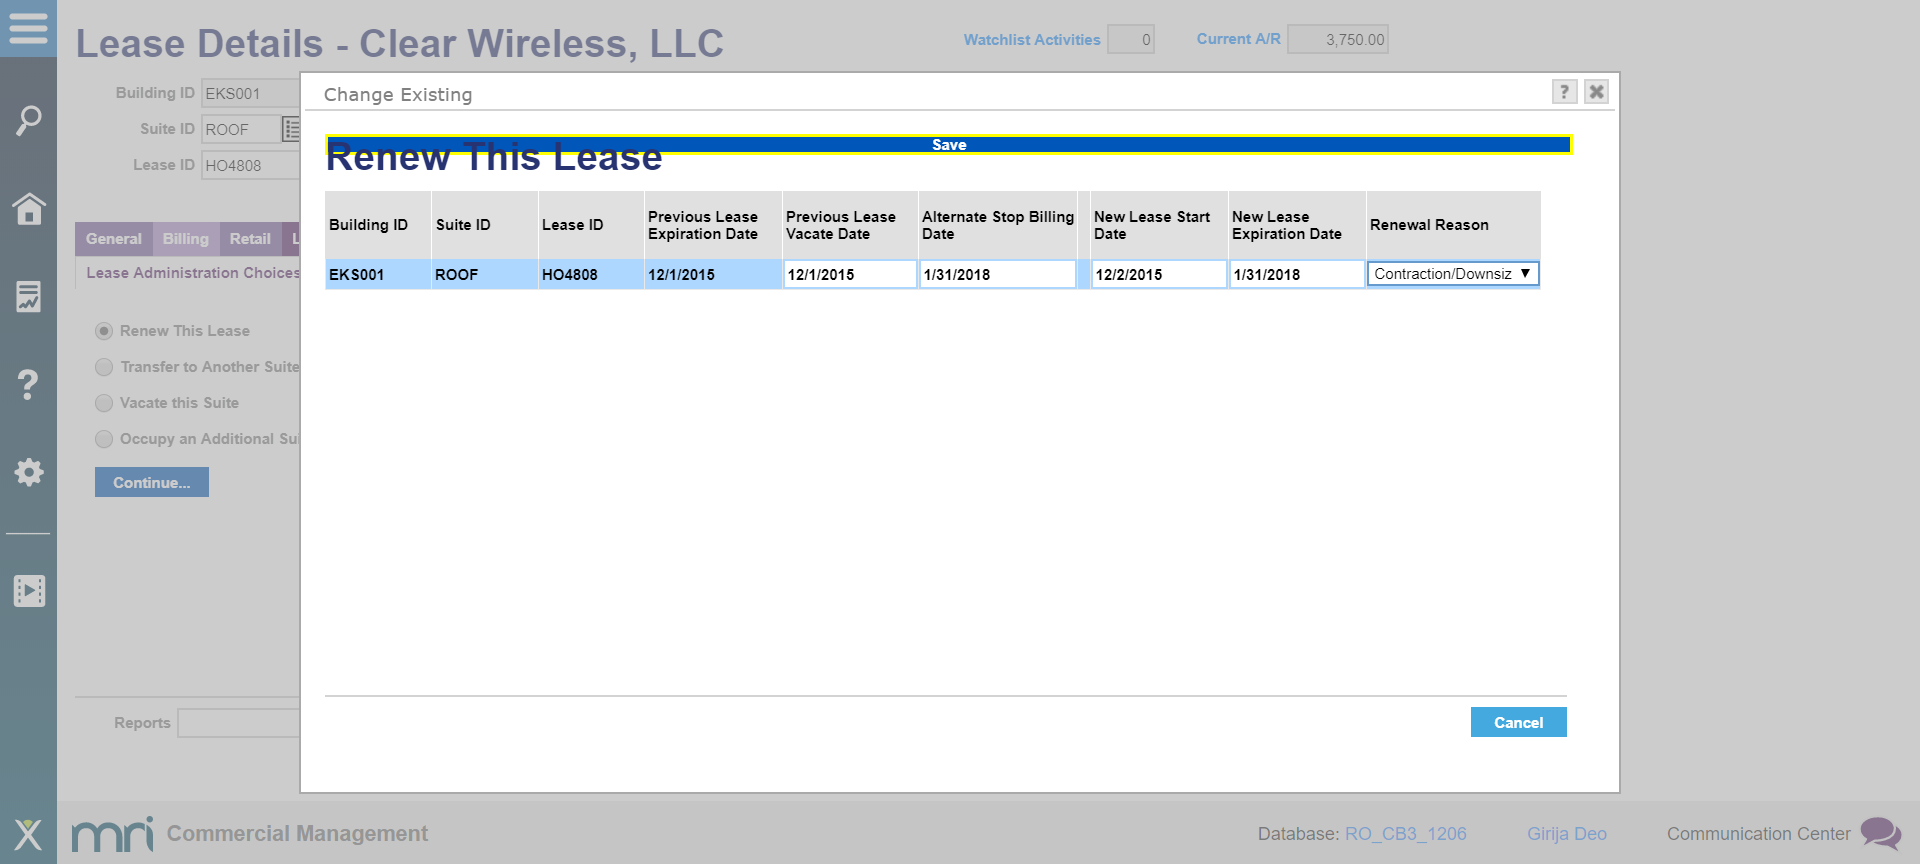 Lease Details - Clear Wireless, LLC
Watchlist Activities 0
Current A/R 3,750.00
Building ID EKS001
Suite ID ROOF
Lease ID HO4808
General Billing Retail L
Lease Administration Choices
Renew This Lease
Transfer to Another Suite
Vacate this Suite
Occupy an Additional Sui
Continue...
Reports
Change Existing
?
Save
Renew This Lease
Building ID Suite ID Lease ID Previous Lease Expiration Date Previous Lease Vacate Date Alternate Stop Billing Date New Lease Start Date New Lease Expiration Date Renewal Reason
EKS001 ROOF HO4808 12/1/2015 12/1/2015 1/31/2018 12/2/2015 1/31/2018 Contraction/Downsiz
Cancel
mri Commercial Management
Database: RO_CB3_1206
Girija Deo
Communication Center